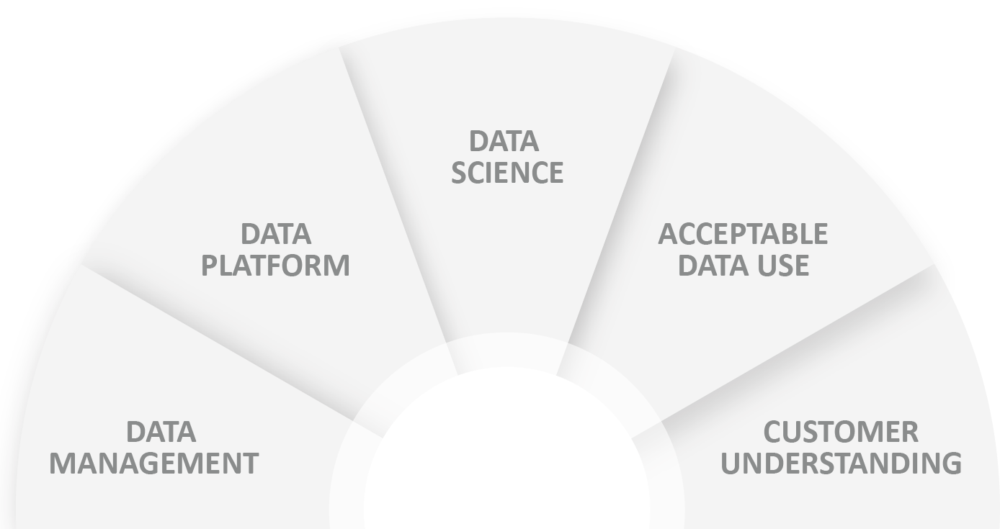 DATA
SCIENCE
DATA
PLATFORM
ACCEPTABLE
DATA USE
DATA
MANAGEMENT
CUSTOMER
UNDERSTANDING